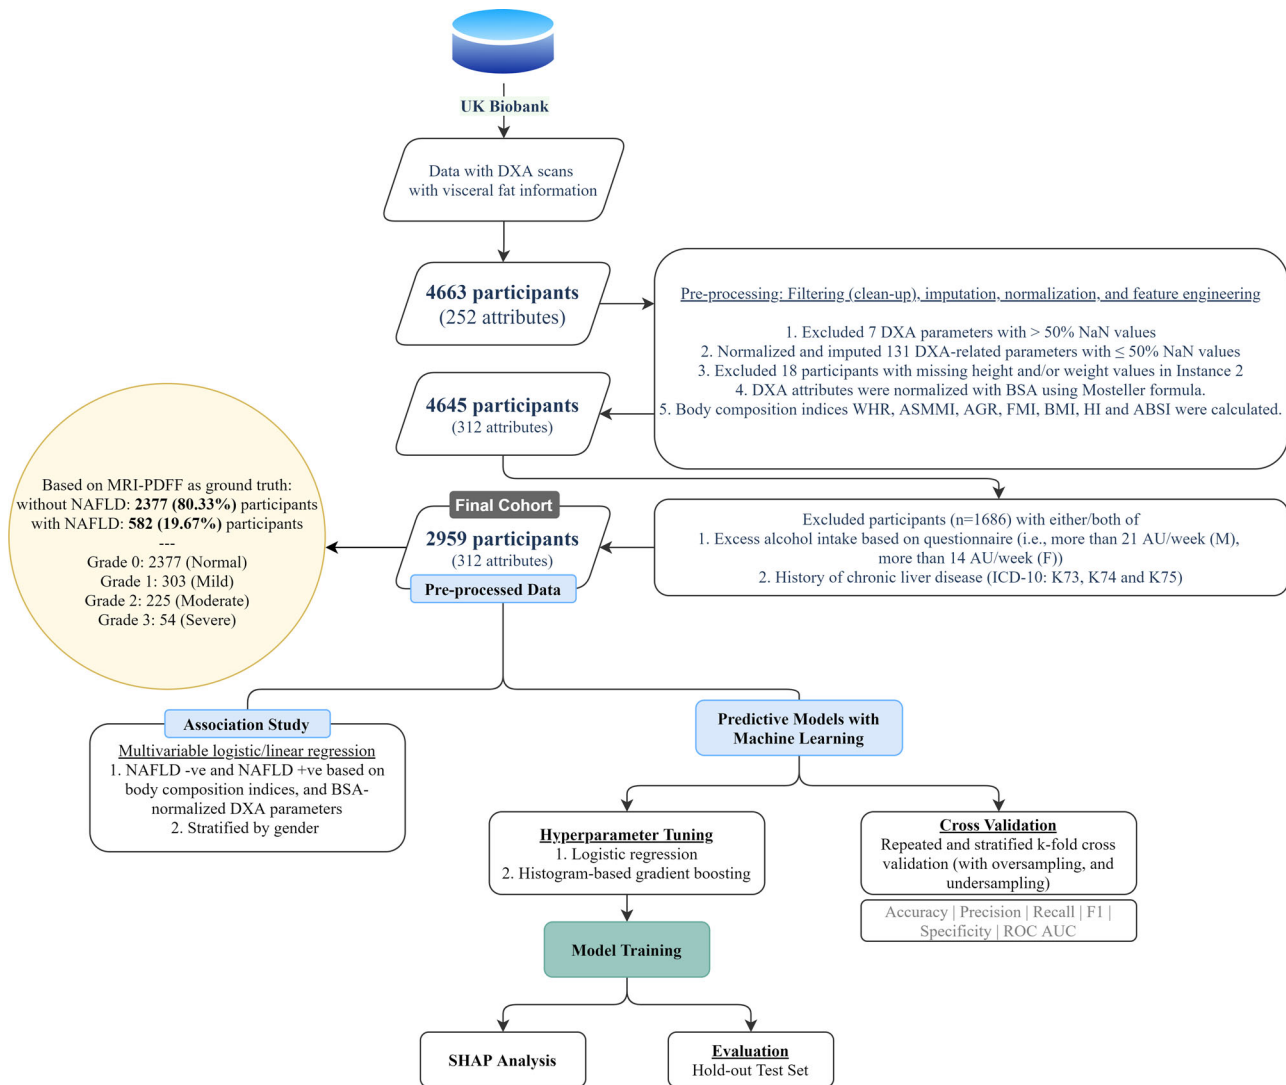 UK Biobank
Data with DXA scans
with visceral fat information
4663 participants
(252 attributes)
Pre-processing: Filtering (clean-up), imputation, normalization, and feature engineering
1. Excluded 7 DXA parameters with > 50% NaN values
2. Normalized and imputed 131 DXA-related parameters with ≤ 50% NaN values
3. Excluded 18 participants with missing height and/or weight values in Instance 2
4. DXA attributes were normalized with BSA using Mosteller formula.
5. Body composition indices WHR, ASMMI, AGR, FMI, BMI, HI and ABSI were calculated.
4645 participants
(312 attributes)
Excluded participants (n=1686) with either/both of
1. Excess alcohol intake based on questionnaire (i.e., more than 21 AU/week (M),
more than 14 AU/week (F))
2. History of chronic liver disease (ICD-10: K73, K74 and K75)
Final Cohort
2959 participants
(312 attributes)
Pre-processed Data
Based on MRI-PDFF as ground truth:
without NAFLD: 2377 (80.33%) participants
with NAFLD: 582 (19.67%) participants
---
Grade 0: 2377 (Normal)
Grade 1: 303 (Mild)
Grade 2: 225 (Moderate)
Grade 3: 54 (Severe)
Association Study
Multivariable logistic/linear regression
1. NAFLD -ve and NAFLD +ve based on
body composition indices, and BSA-
normalized DXA parameters
2. Stratified by gender
Predictive Models with
Machine Learning
Hyperparameter Tuning
1. Logistic regression
2. Histogram-based gradient boosting
Cross Validation
Repeated and stratified k-fold cross
validation (with oversampling, and
undersampling)
Accuracy | Precision | Recall | F1 |
Specificity | ROC AUC
Model Training
SHAP Analysis
Evaluation
Hold-out Test Set